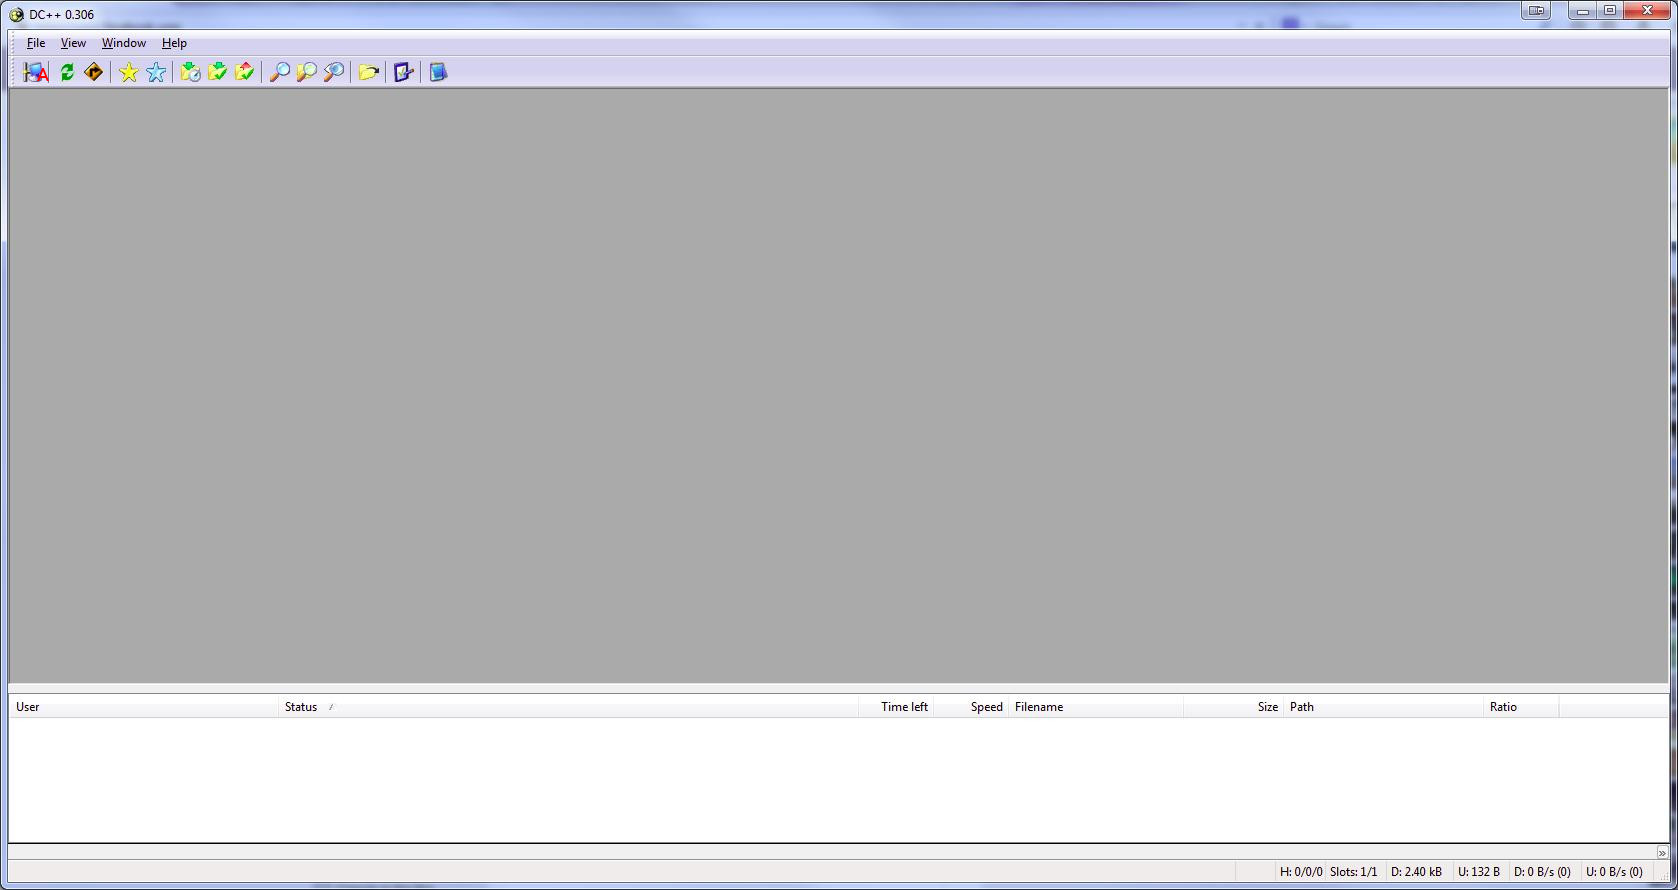 DC++ 0.306
File View Window Help
User Status Time left Speed Filename Size Path Ratio
H: 0/0/0 Slots: 1/1 D: 2.40 kB U: 132 B D: 0 B/s (0) U: 0 B/s (0)